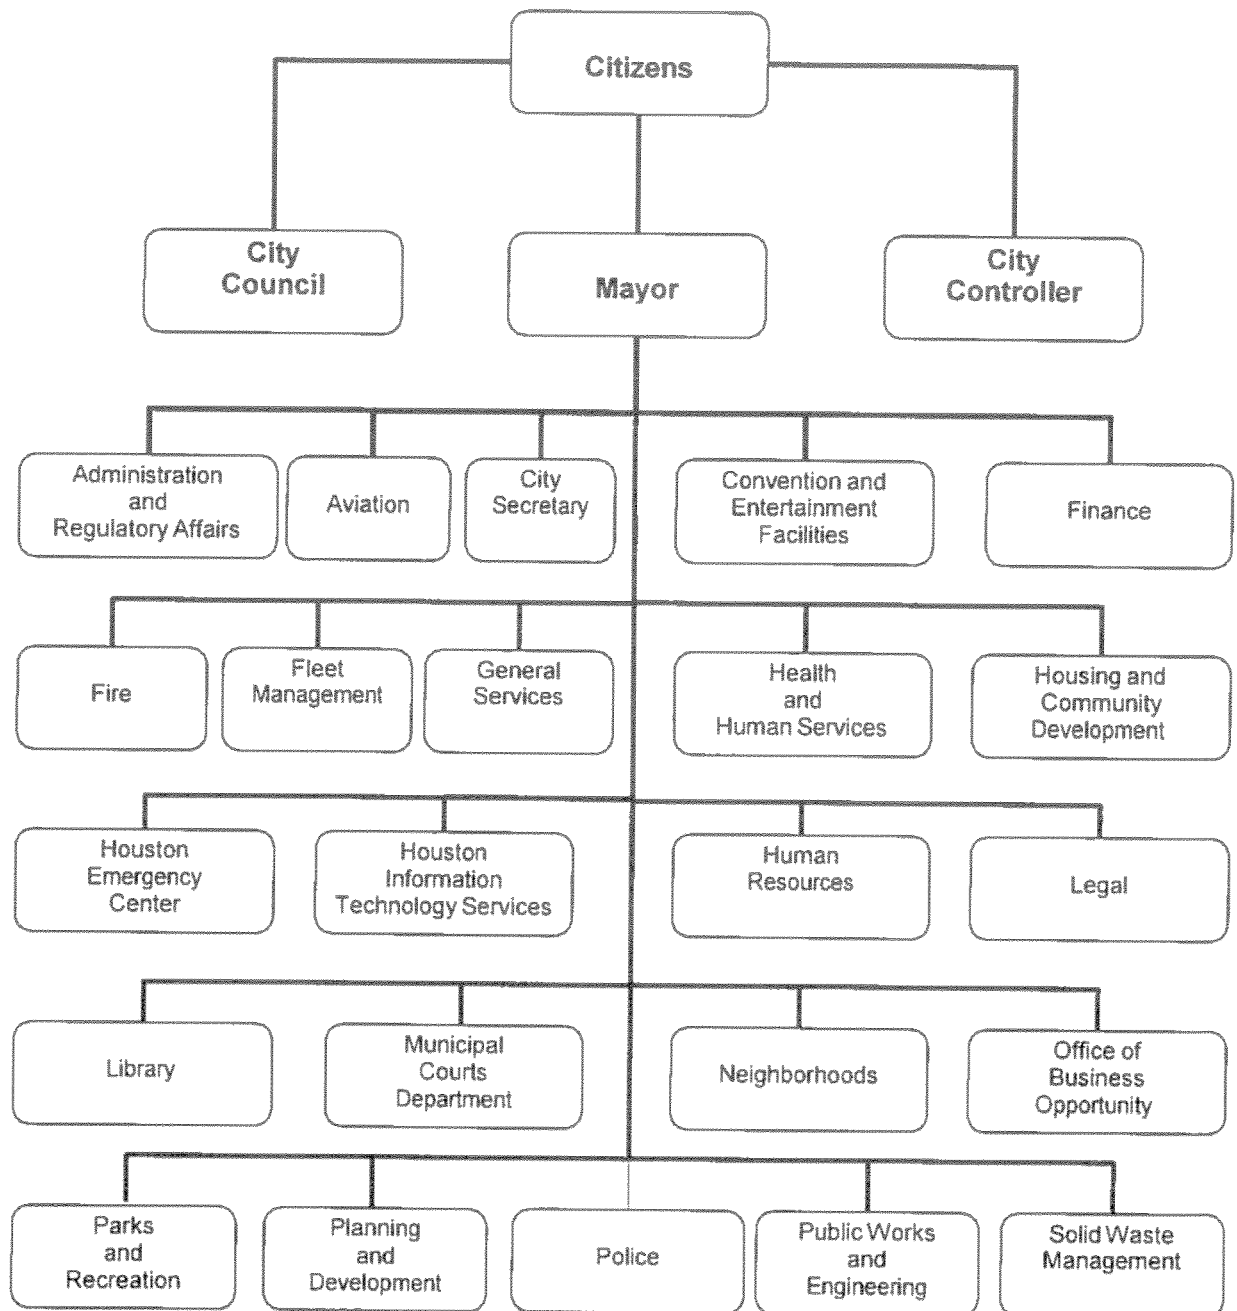 Citizens
City
Council
Mayor
City
Controller
Administration
and
Regulatory Affairs
Aviation
City
Secretary
Convention and
Entertainment
Facilities
Finance
Fire
Fleet
Management
General
Services
Health
and
Human Services
Housing and
Community
Development
Houston
Emergency
Center
Houston
Information
Technology Services
Human
Resources
Legal
Library
Municipal
Courts
Department
Neighborhoods
Office of
Business
Opportunity
Parks
and
Recreation
Planning
and
Development
Police
Public Works
and
Engineering
Solid Waste
Management